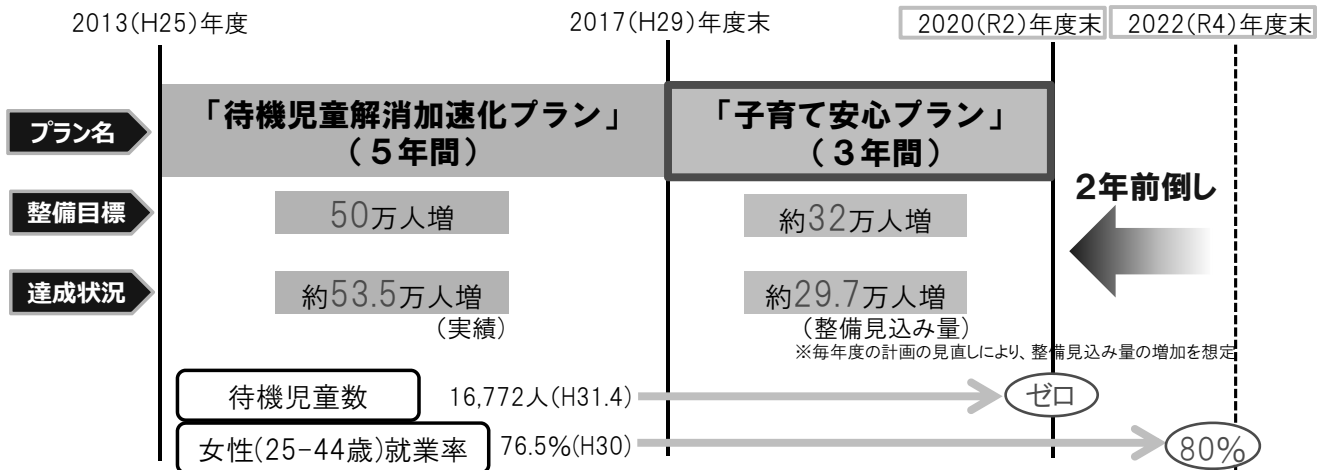 2013(H25)年度
2017(H29)年度末
2020(R2)年度末
2022(R4)年度末
プラン名
「待機児童解消加速化プラン」
（５年間）
「子育て安心プラン」
（３年間）
2年前倒し
整備目標
50万人増
約32万人増
達成状況
約53.5万人増
（実績）
約29.7万人増
（整備見込み量）
※毎年度の計画の見直しにより、整備見込み量の増加を想定
待機児童数
16,772人(H31.4)
ゼロ
女性(25-44歳)就業率
76.5%(H30)
80%